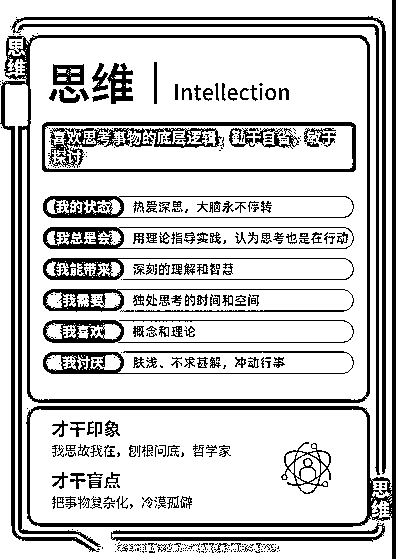 思维
思维 | Intellection
喜欢思考事物的底层逻辑，勤于自省，敏于
探讨
我的状态 热爱深思，大脑永不停转
我总是会 用理论指导实践，认为思考也是在行动
我能带来 深刻的理解和智慧
我需要 独处思考的时间和空间
我喜欢 概念和理论
我讨厌 肤浅、不求甚解，冲动行事
才干印象
我思故我在，刨根问底，哲学家
才干盲点
把事物复杂化，冷漠孤僻
思维